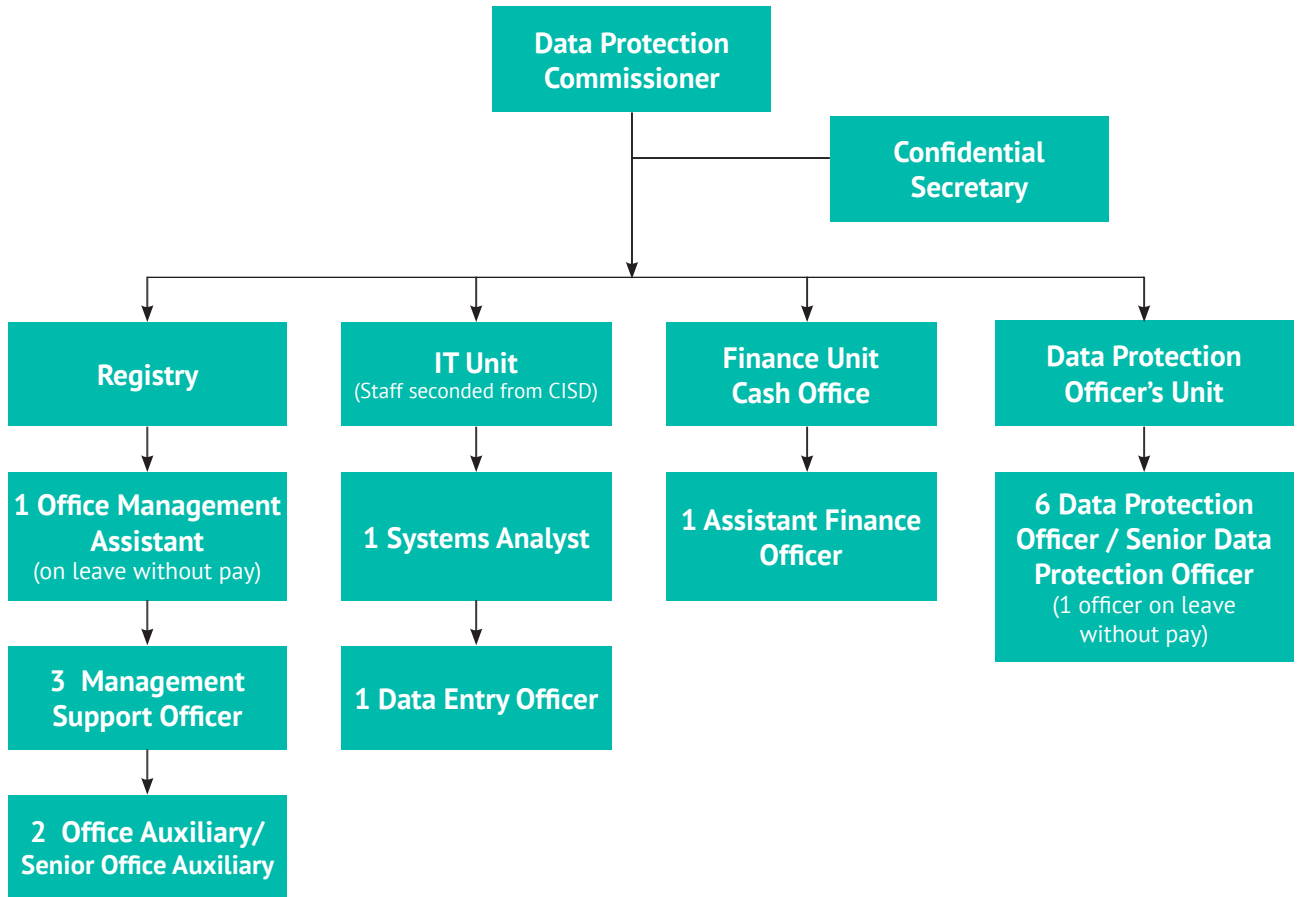 Data Protection
Commissioner
Confidential
Secretary
Registry
IT Unit
(Staff seconded from CISD)
Finance Unit
Cash Office
Data Protection
Officer's Unit
1 Office Management
Assistant
(on leave without pay)
1 Systems Analyst
1 Assistant Finance
Officer
6 Data Protection
Officer / Senior Data
Protection Officer
(1 officer on leave
without pay)
3 Management
Support Officer
1 Data Entry Officer
2 Office Auxiliary/
Senior Office Auxiliary